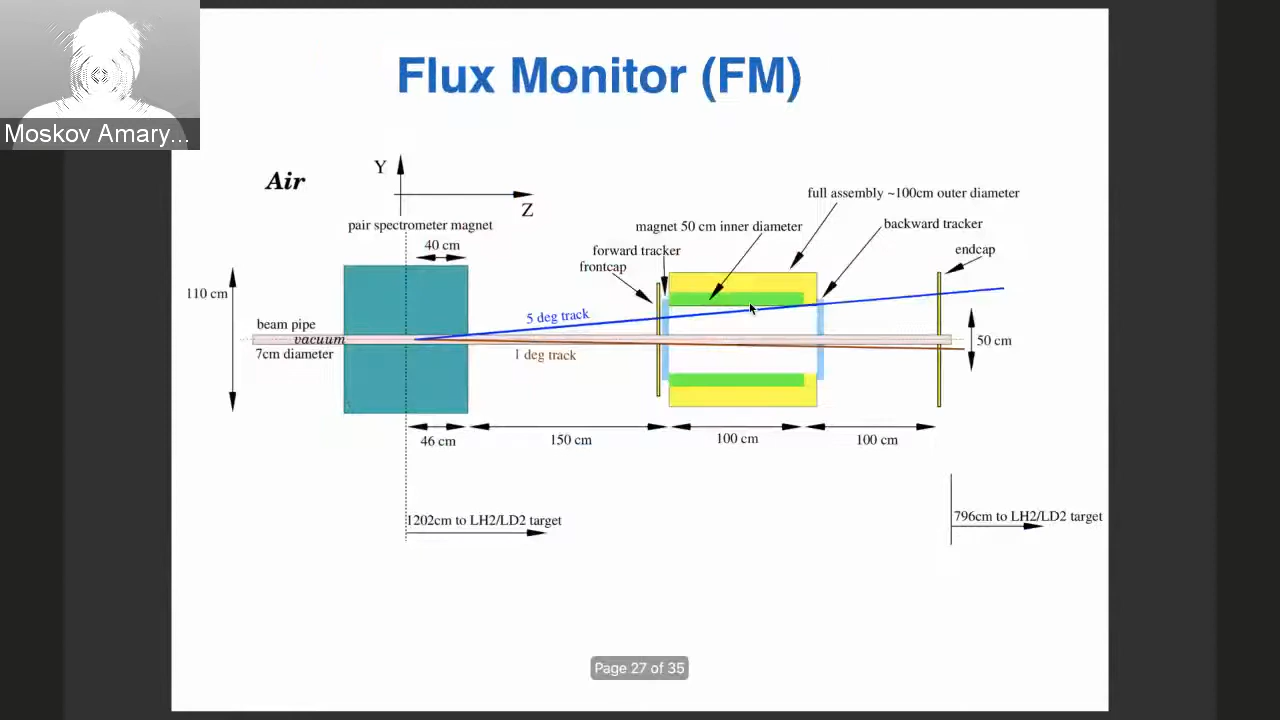 Moskov Amary...
Flux Monitor (FM)
Air
Y
Z
pair spectrometer magnet
40 cm
110 cm
beam pipe
vacuum
7cm diameter
5 deg track
1 deg track
frontcap
forward tracker
magnet 50 cm inner diameter
full assembly ~100cm outer diameter
backward tracker
endcap
50 cm
46 cm
150 cm
100 cm
100 cm
1202cm to LH2/LD2 target
796cm to LH2/LD2 target
Page 27 of 35